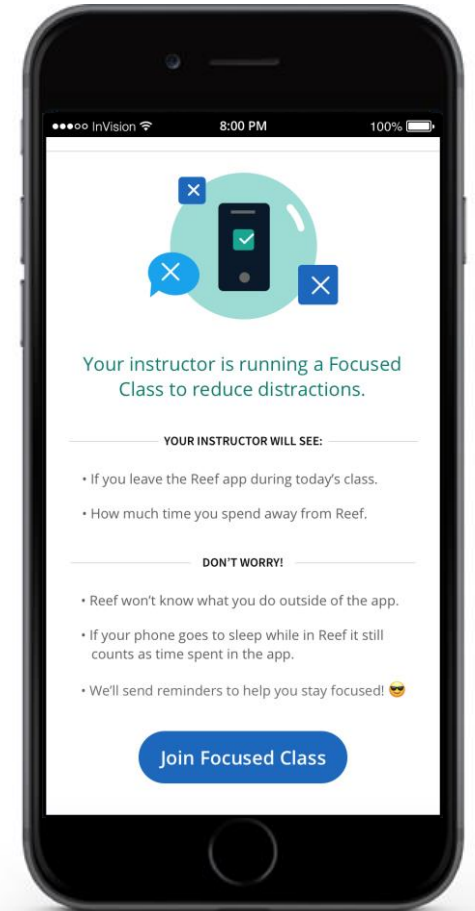 ●●●○○ InVision 8:00 PM 100%
Your instructor is running a Focused
Class to reduce distractions.
YOUR INSTRUCTOR WILL SEE:
• If you leave the Reef app during today’s class.
• How much time you spend away from Reef.
DON’T WORRY!
• Reef won’t know what you do outside of the app.
• If your phone goes to sleep while in Reef it still
counts as time spent in the app.
• We’ll send reminders to help you stay focused! 😎
Join Focused Class